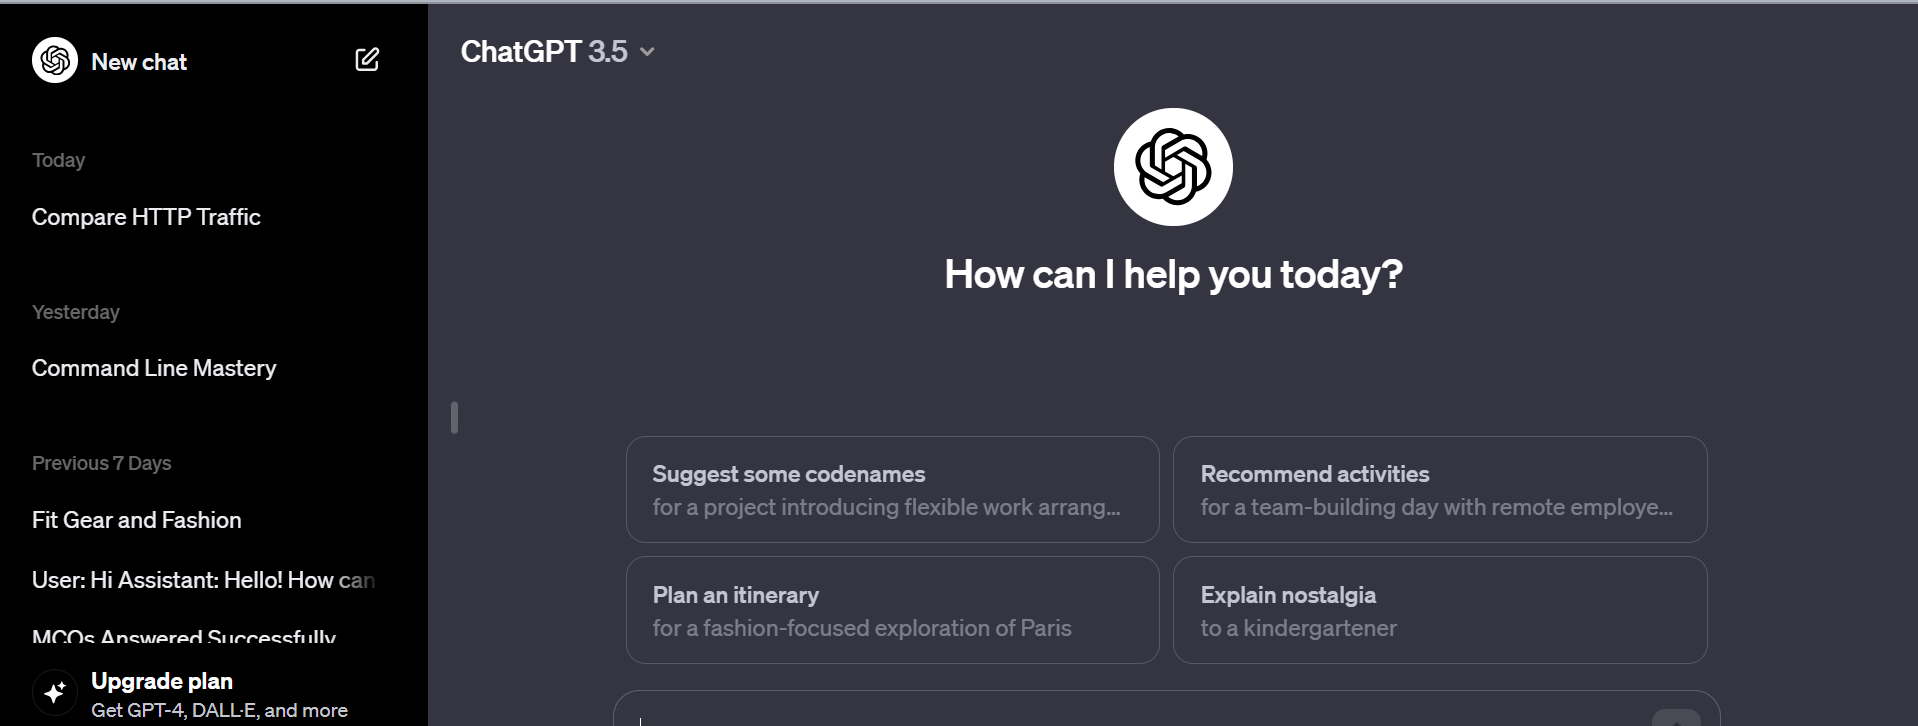 New chat
Today
Compare HTTP Traffic
Yesterday
Command Line Mastery
Previous 7 Days
Fit Gear and Fashion
User: Hi Assistant: Hello! How can
MCQs Answered Successfully
Upgrade plan
Get GPT-4, DALL·E, and more
ChatGPT 3.5
How can I help you today?
Suggest some codenames
for a project introducing flexible work arrang...
Recommend activities
for a team-building day with remote employe...
Plan an itinerary
for a fashion-focused exploration of Paris
Explain nostalgia
to a kindergartener